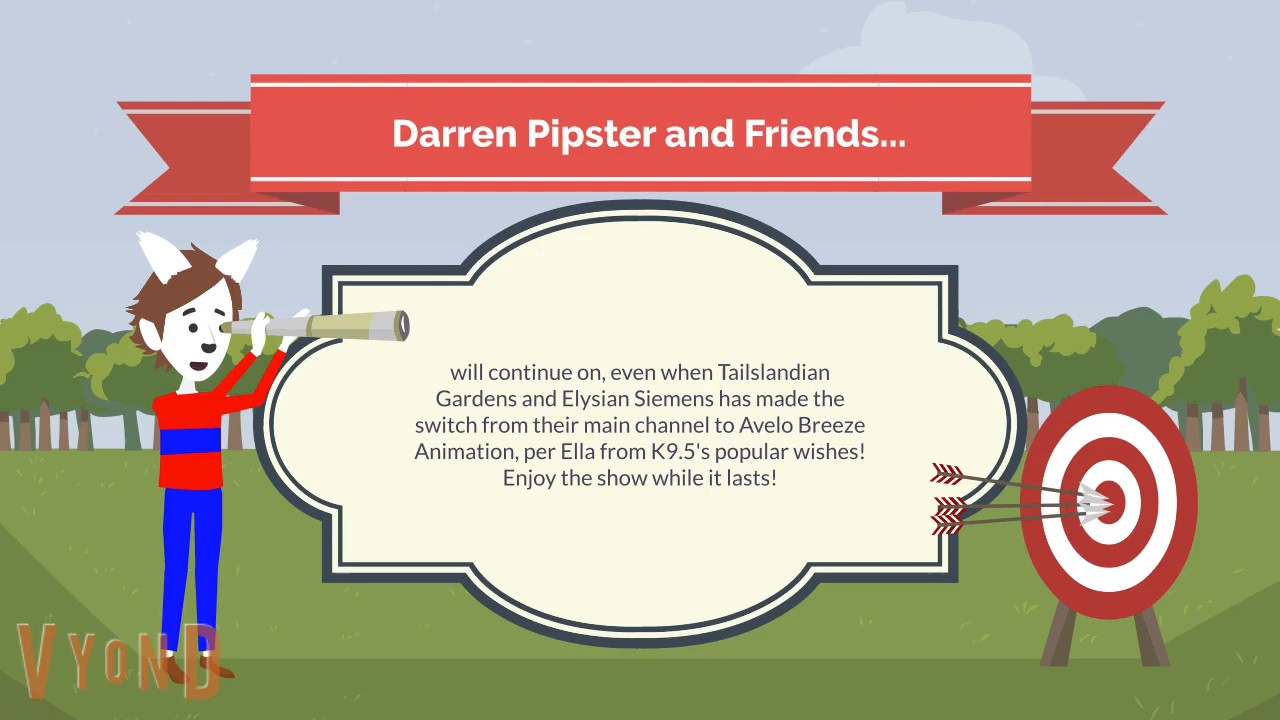 Darren Pipster and Friends...
will continue on, even when Tailslandian
Gardens and Elysian Siemens has made the
switch from their main channel to Avelo Breeze
Animation, per Ella from K9.5's popular wishes!
Enjoy the show while it lasts!
VYOND